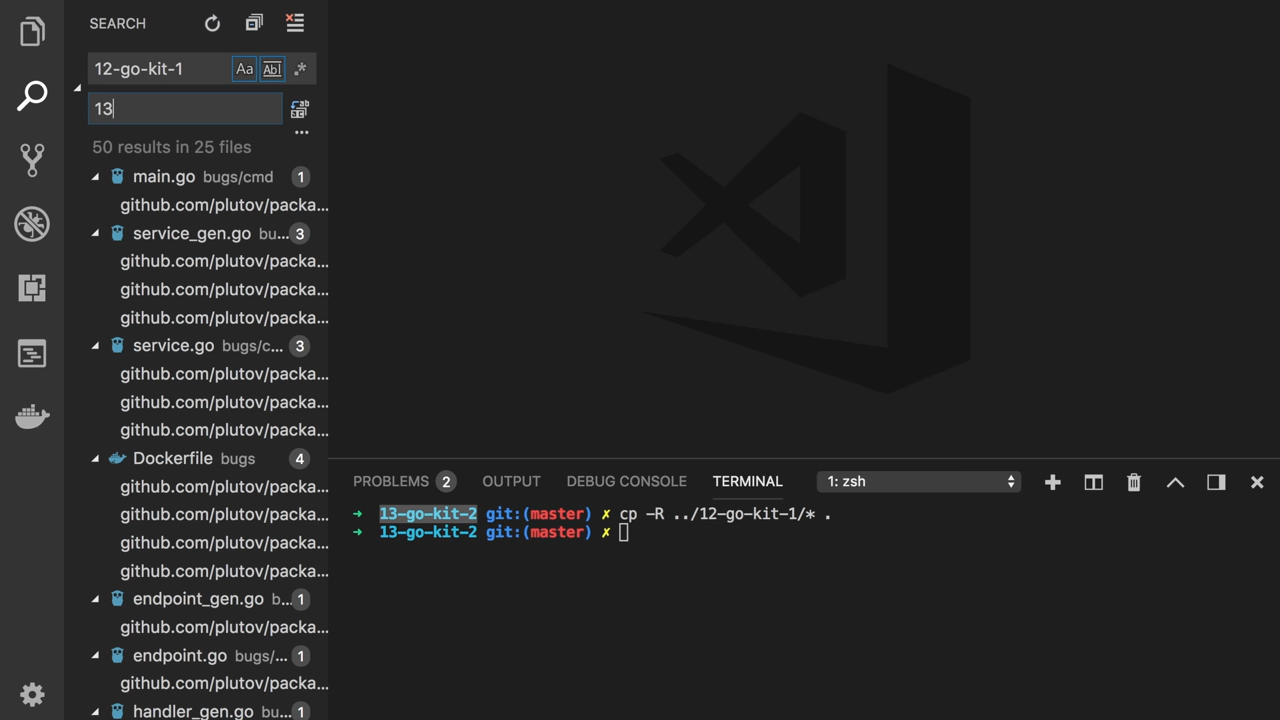 SEARCH
12-go-kit-1 Aa Abl .*
13
50 results in 25 files
main.go bugs/cmd 1
github.com/plutov/packa...
service_gen.go bu... 3
github.com/plutov/packa...
github.com/plutov/packa...
github.com/plutov/packa...
service.go bugs/c... 3
github.com/plutov/packa...
github.com/plutov/packa...
github.com/plutov/packa...
Dockerfile bugs 4
github.com/plutov/packa...
github.com/plutov/packa...
github.com/plutov/packa...
github.com/plutov/packa...
endpoint_gen.go b... 1
github.com/plutov/packa...
endpoint.go bugs/... 1
github.com/plutov/packa...
handler_gen.go bu... 1
PROBLEMS 2 OUTPUT DEBUG CONSOLE TERMINAL 1: zsh
➜ 13-go-kit-2 git:(master) ✗ cp -R ../12-go-kit-1/* .
➜ 13-go-kit-2 git:(master) ✗